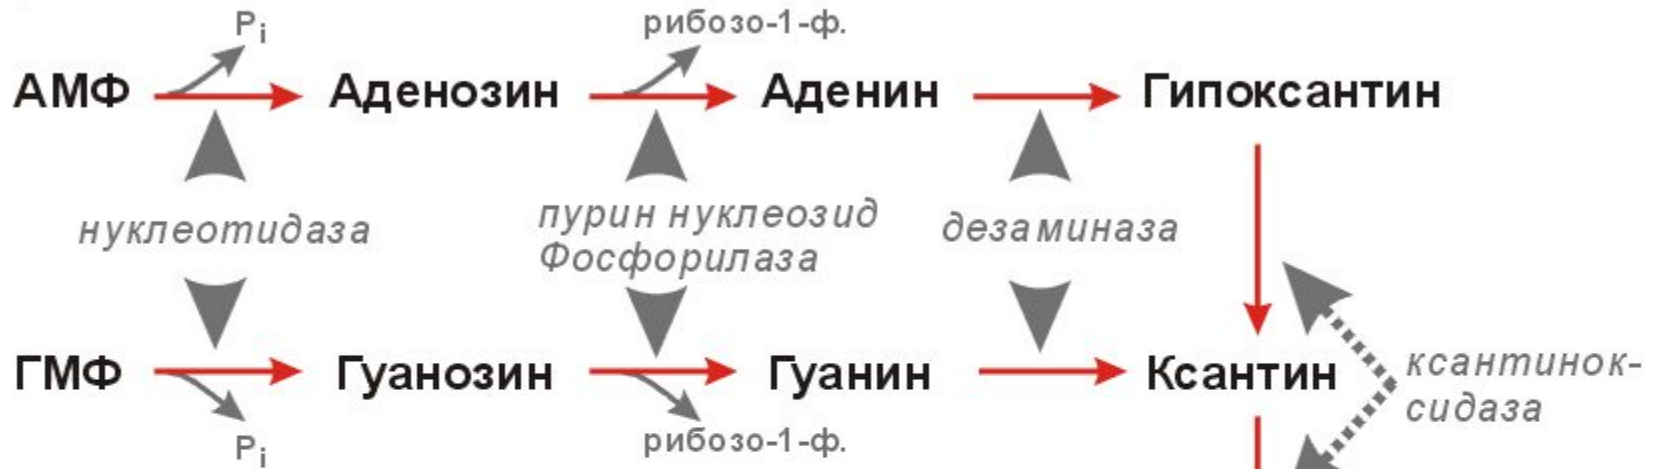 Pi
рибозо-1-ф.
АМФ
Аденозин
Аденин
Гипоксантин
нуклеотидаза
пурин нуклеозид
Фосфорилаза
дезаминаза
ГМФ
Гуанозин
Гуанин
Ксантин
ксантинок-
сидаза
Pi
рибозо-1-ф.